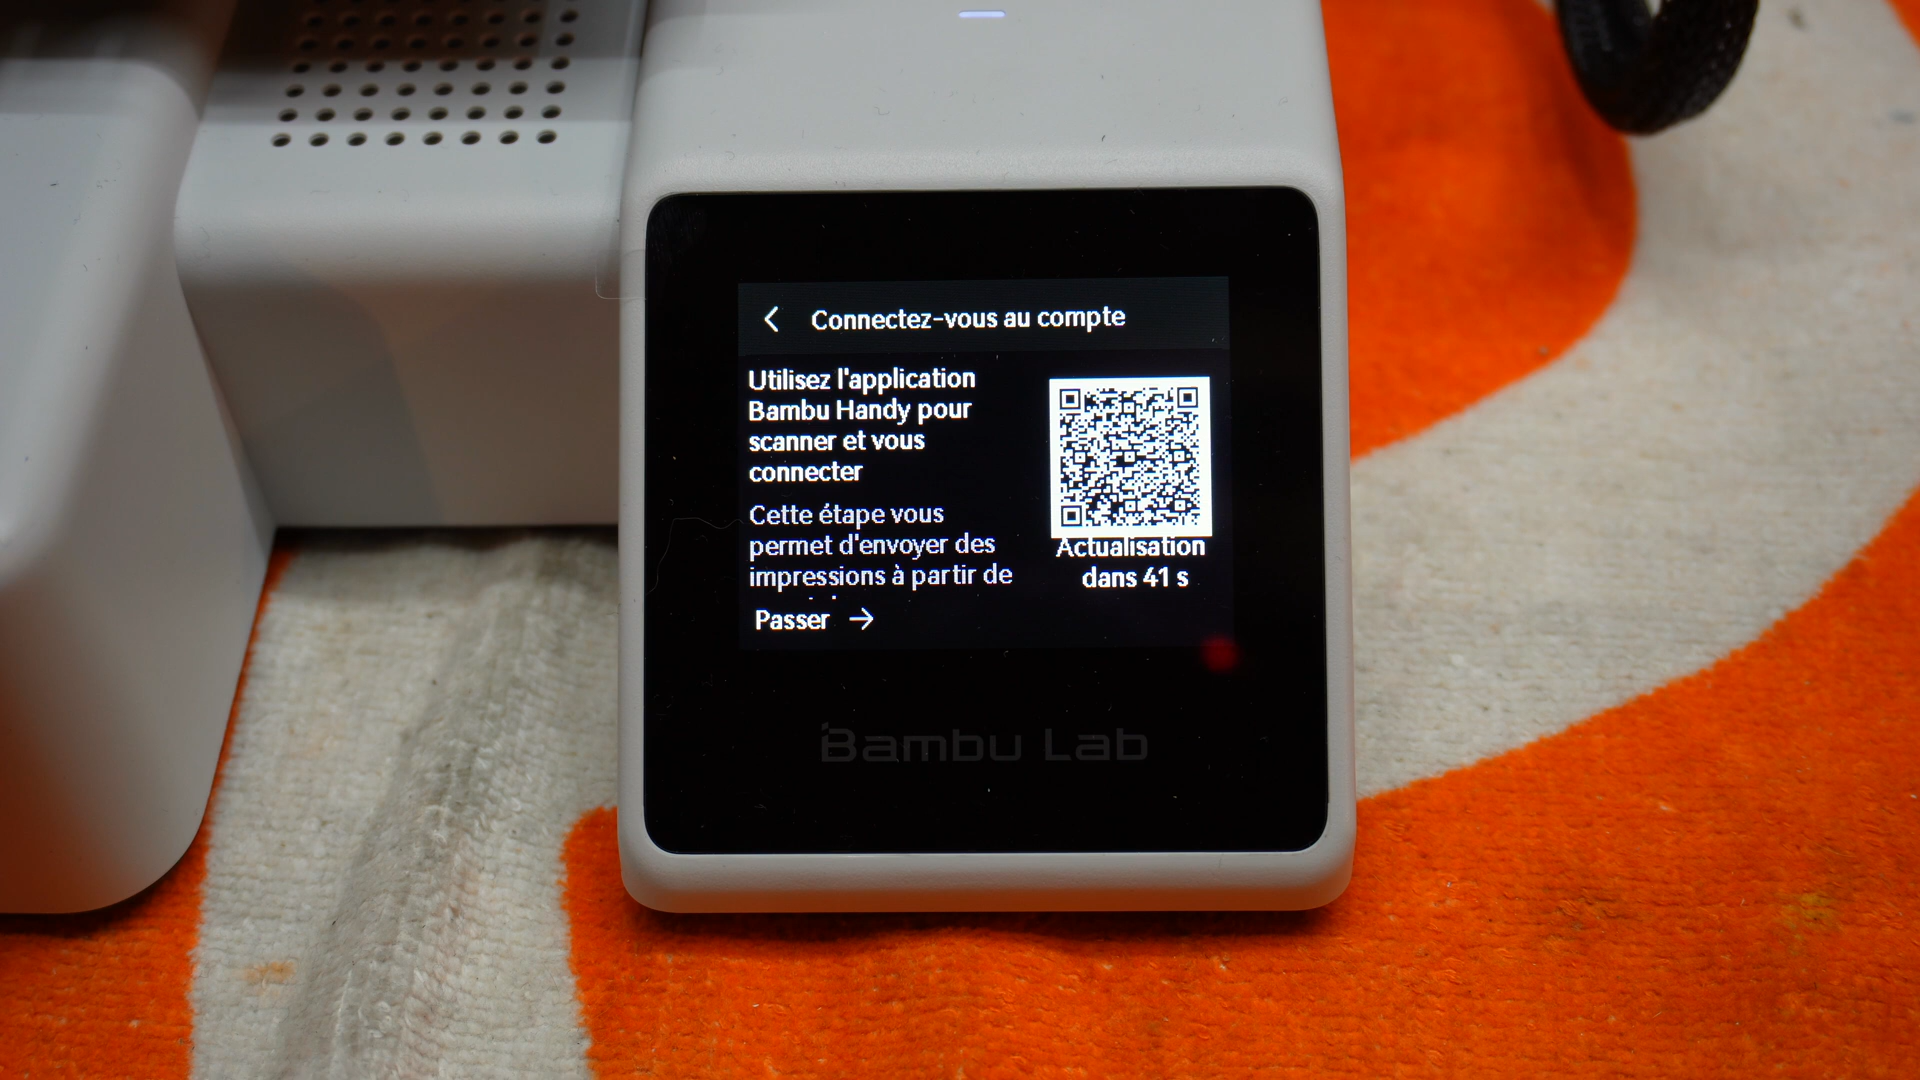 Connectez-vous au compte
Utilisez l'application
Bambu Handy pour
scanner et vous
connecter
Cette étape vous
permet d'envoyer des
impressions à partir de
Actualisation
dans 41 s
Passer
Bambu Lab